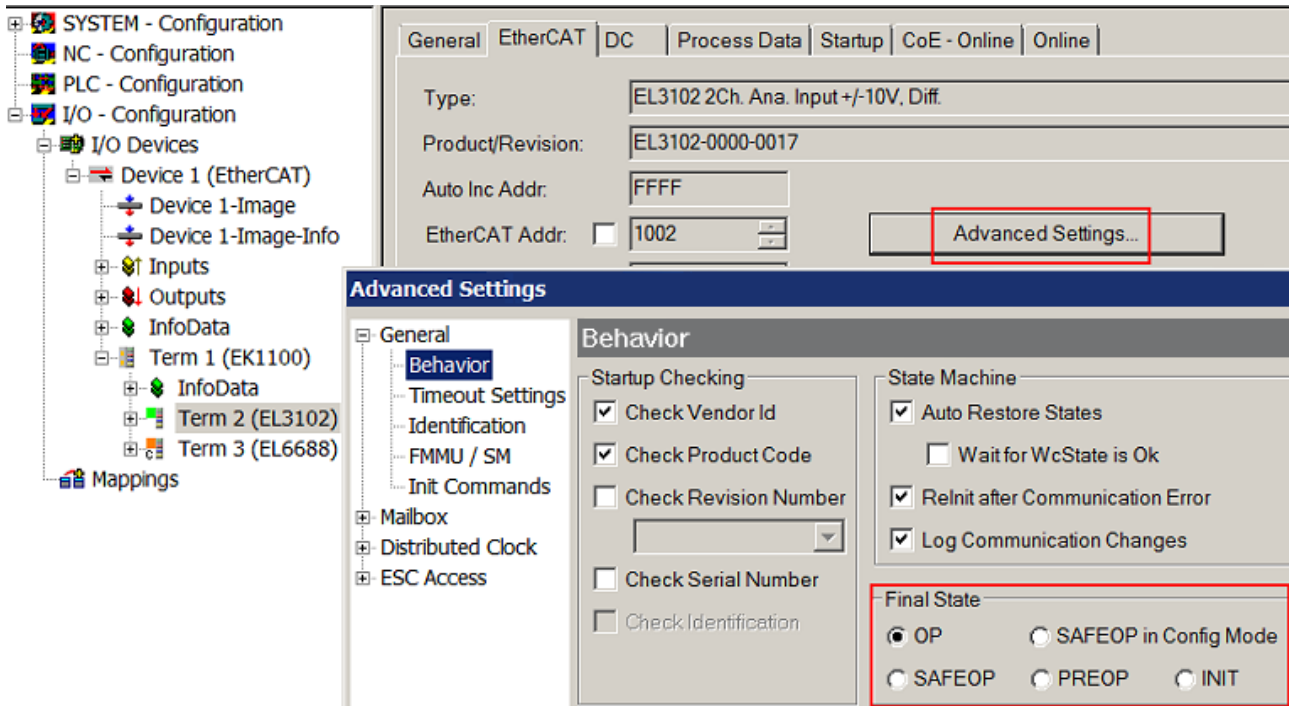 SYSTEM - Configuration
NC - Configuration
PLC - Configuration
I/O - Configuration
I/O Devices
Device 1 (EtherCAT)
Device 1-Image
Device 1-Image-Info
Inputs
Outputs
InfoData
Term 1 (EK1100)
InfoData
Term 2 (EL3102)
Term 3 (EL6688)
Mappings
General EtherCAT DC Process Data Startup CoE - Online Online
Type: EL3102 2Ch. Ana. Input +/-10V, Diff.
Product/Revision: EL3102-0000-0017
Auto Inc Addr: FFFF
EtherCAT Addr: 1002 Advanced Settings...
Advanced Settings
General
Behavior
Timeout Settings
Identification
FMMU / SM
Init Commands
Mailbox
Distributed Clock
ESC Access
Behavior
Startup Checking
Check Vendor Id
Check Product Code
Check Revision Number
Check Serial Number
Check Identification
State Machine
Auto Restore States
Wait for WcState is Ok
ReInit after Communication Error
Log Communication Changes
Final State
OP SAFEOP in Config Mode
SAFEOP PREOP INIT